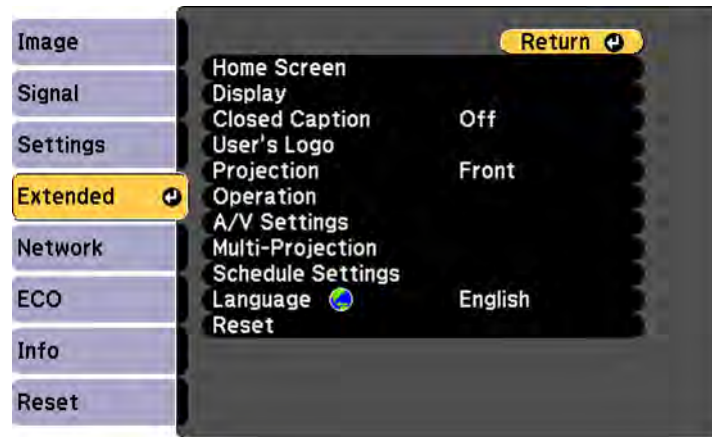 Image
Signal
Settings
Extended
Network
ECO
Info
Reset
Return
Home Screen
Display
Closed Caption Off
User's Logo
Projection Front
Operation
A/V Settings
Multi-Projection
Schedule Settings
Language English
Reset